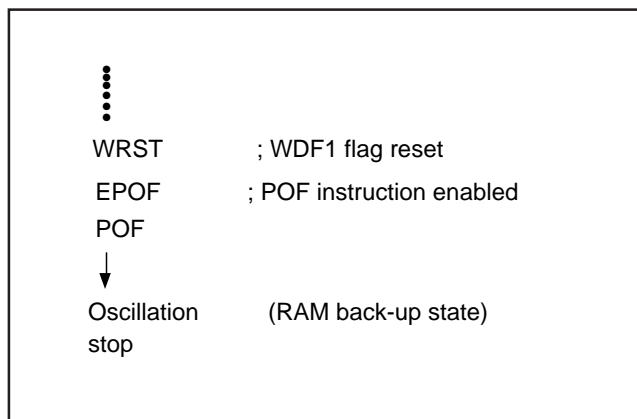 WRST ; WDF1 flag reset
EPOF ; POF instruction enabled
POF
Oscillation (RAM back-up state)
stop